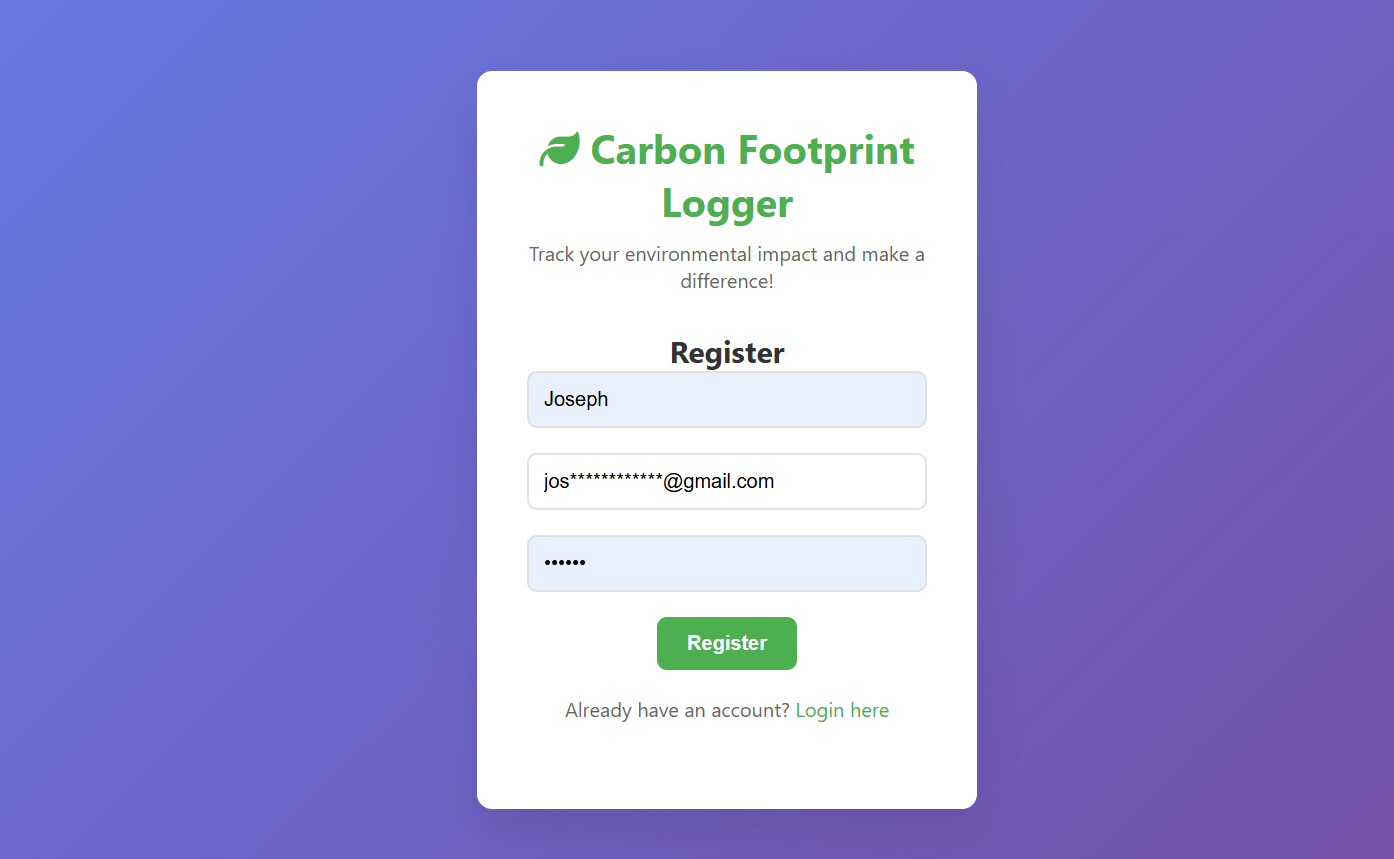 Carbon Footprint
Logger
Track your environmental impact and make a
difference!
Register
Joseph
jos************@gmail.com
••••••
Register
Already have an account? Login here